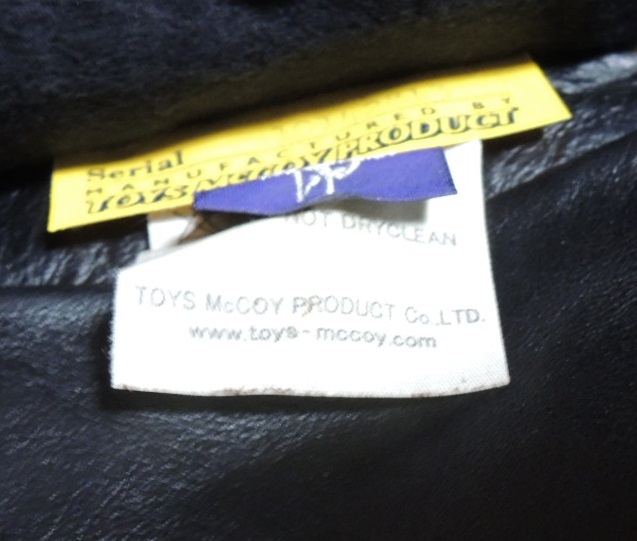 Serial
MANUFACTURED BY
TOYS McCOY PRODUCT
NOT DRYCLEAN
TOYS McCOY PRODUCT Co.,LTD.
www.toys-mccoy.com